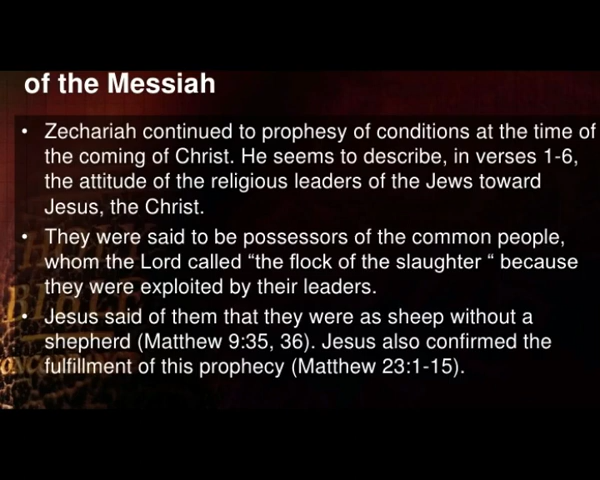 of the Messiah
• Zechariah continued to prophesy of conditions at the time of
the coming of Christ. He seems to describe, in verses 1-6,
the attitude of the religious leaders of the Jews toward
Jesus, the Christ.
• They were said to be possessors of the common people,
whom the Lord called “the flock of the slaughter “ because
they were exploited by their leaders.
• Jesus said of them that they were as sheep without a
shepherd (Matthew 9:35, 36). Jesus also confirmed the
fulfillment of this prophecy (Matthew 23:1-15).